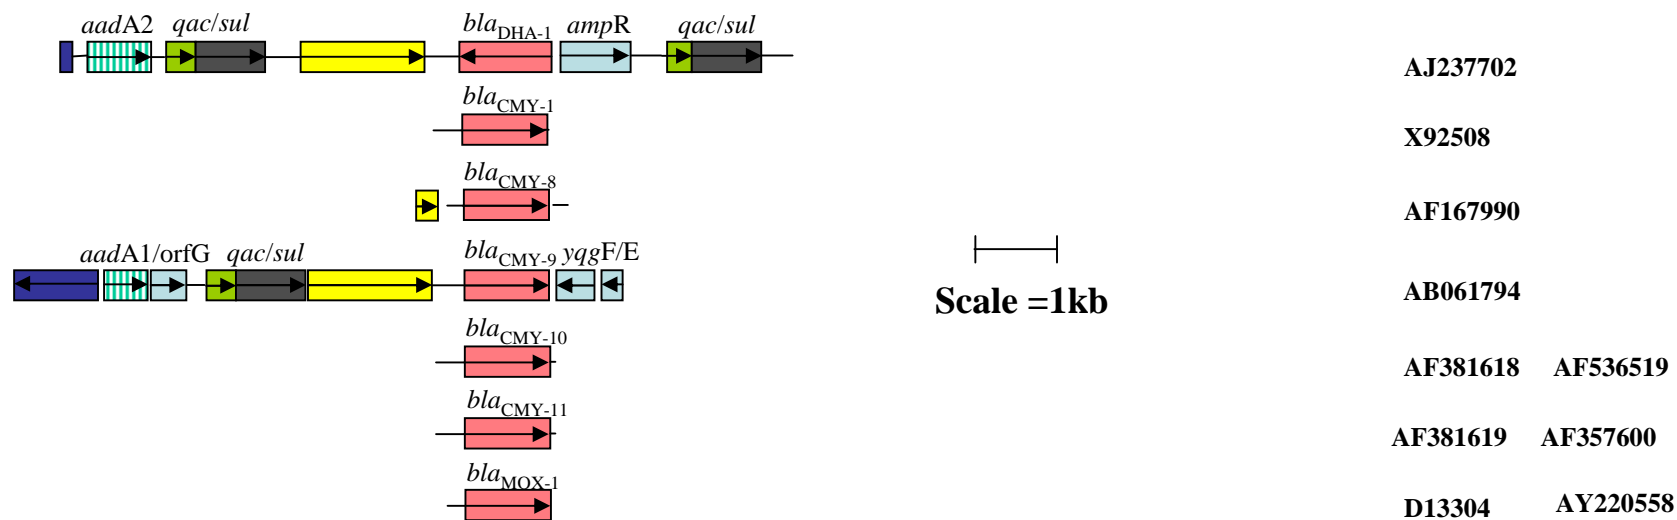 aadA2 qac/sul blaDHA-1 ampR qac/sul
AJ237702
blaCMY-1
X92508
blaCMY-8
AF167990
aadA1/orfG qac/sul blaCMY-9 yqgF/E
AB061794
Scale =1kb
blaCMY-10
AF381618 AF536519
blaCMY-11
AF381619 AF357600
blaMOX-1
D13304 AY220558